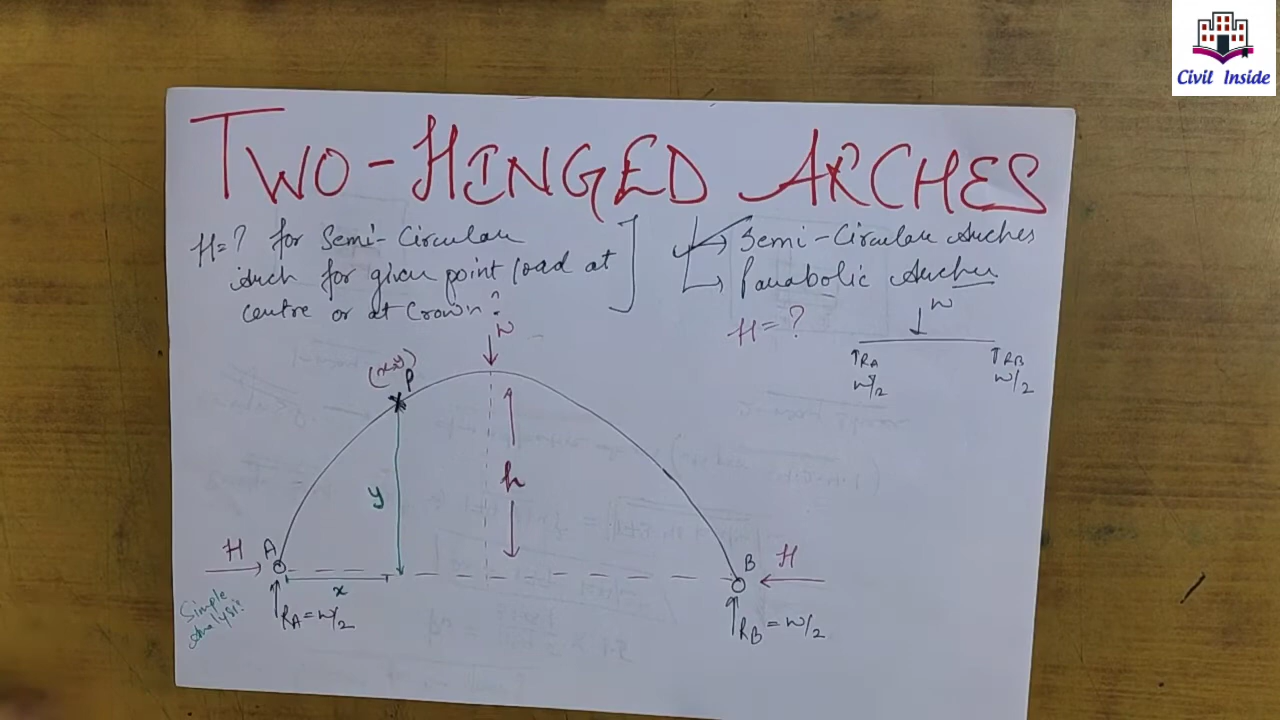 Civil Inside
TWO-HINGED ARCHES
H=? for Semi-Circular
Arch for given point load at
centre or at Crown?
Semi-Circular Arches
Parabolic Arches
H=?
W
RA
W/2
RB
W/2
W
(x,y)
P
h
y
H
A
x
B
H
Simple
Analysis
RA=W/2
RB=W/2